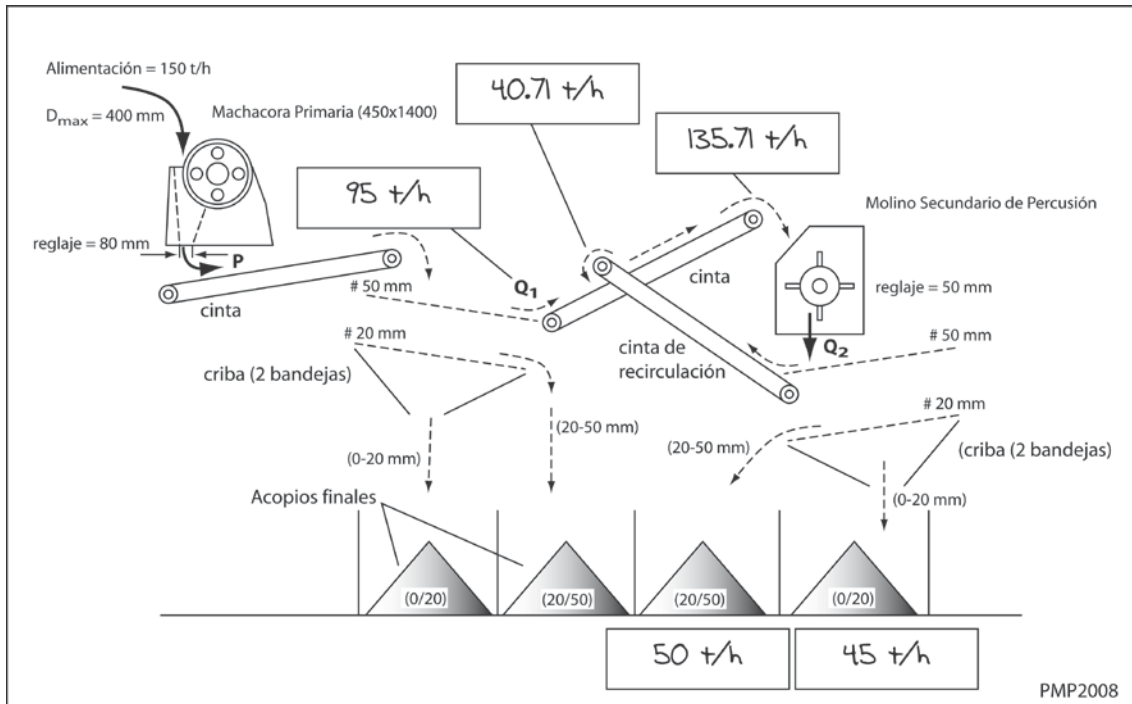 Alimentación = 150 t/h
Dmax = 400 mm
Machacora Primaria (450x1400)
40.71 t/h
135.71 t/h
95 t/h
Molino Secundario de Percusión
reglaje = 80 mm
P
cinta
# 50 mm
Q1
cinta
reglaje = 50 mm
# 20 mm
criba (2 bandejas)
cinta de
recirculación
Q2
# 50 mm
# 20 mm
(20-50 mm)
(20-50 mm)
(criba (2 bandejas)
(0-20 mm)
(0-20 mm)
Acopios finales
(0/20)
(20/50)
(20/50)
(0/20)
50 t/h
45 t/h
PMP2008